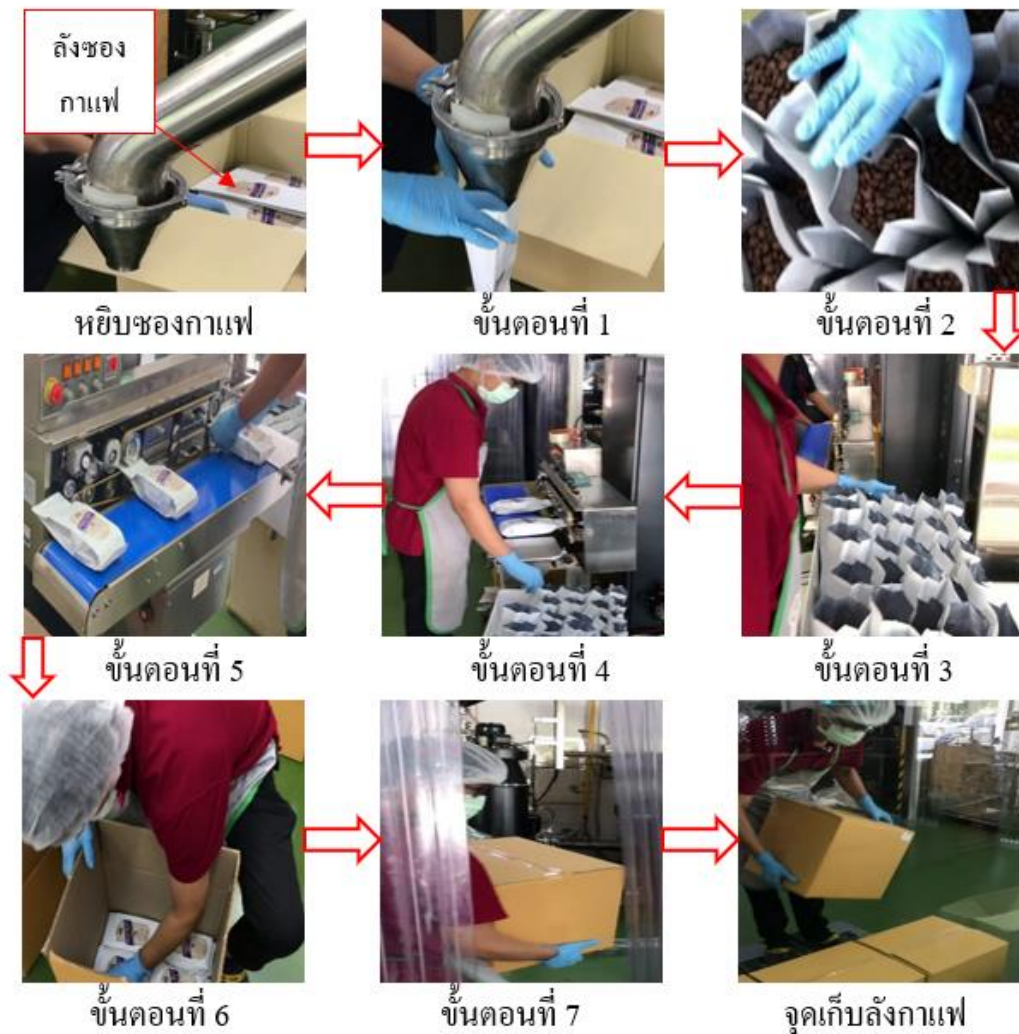 ลังซอง
กาแฟ
หยิบซองกาแฟ
ขั้นตอนที่ 1
ขั้นตอนที่ 2
ขั้นตอนที่ 5
ขั้นตอนที่ 4
ขั้นตอนที่ 3
ขั้นตอนที่ 6
ขั้นตอนที่ 7
จุดเก็บลังกาแฟ